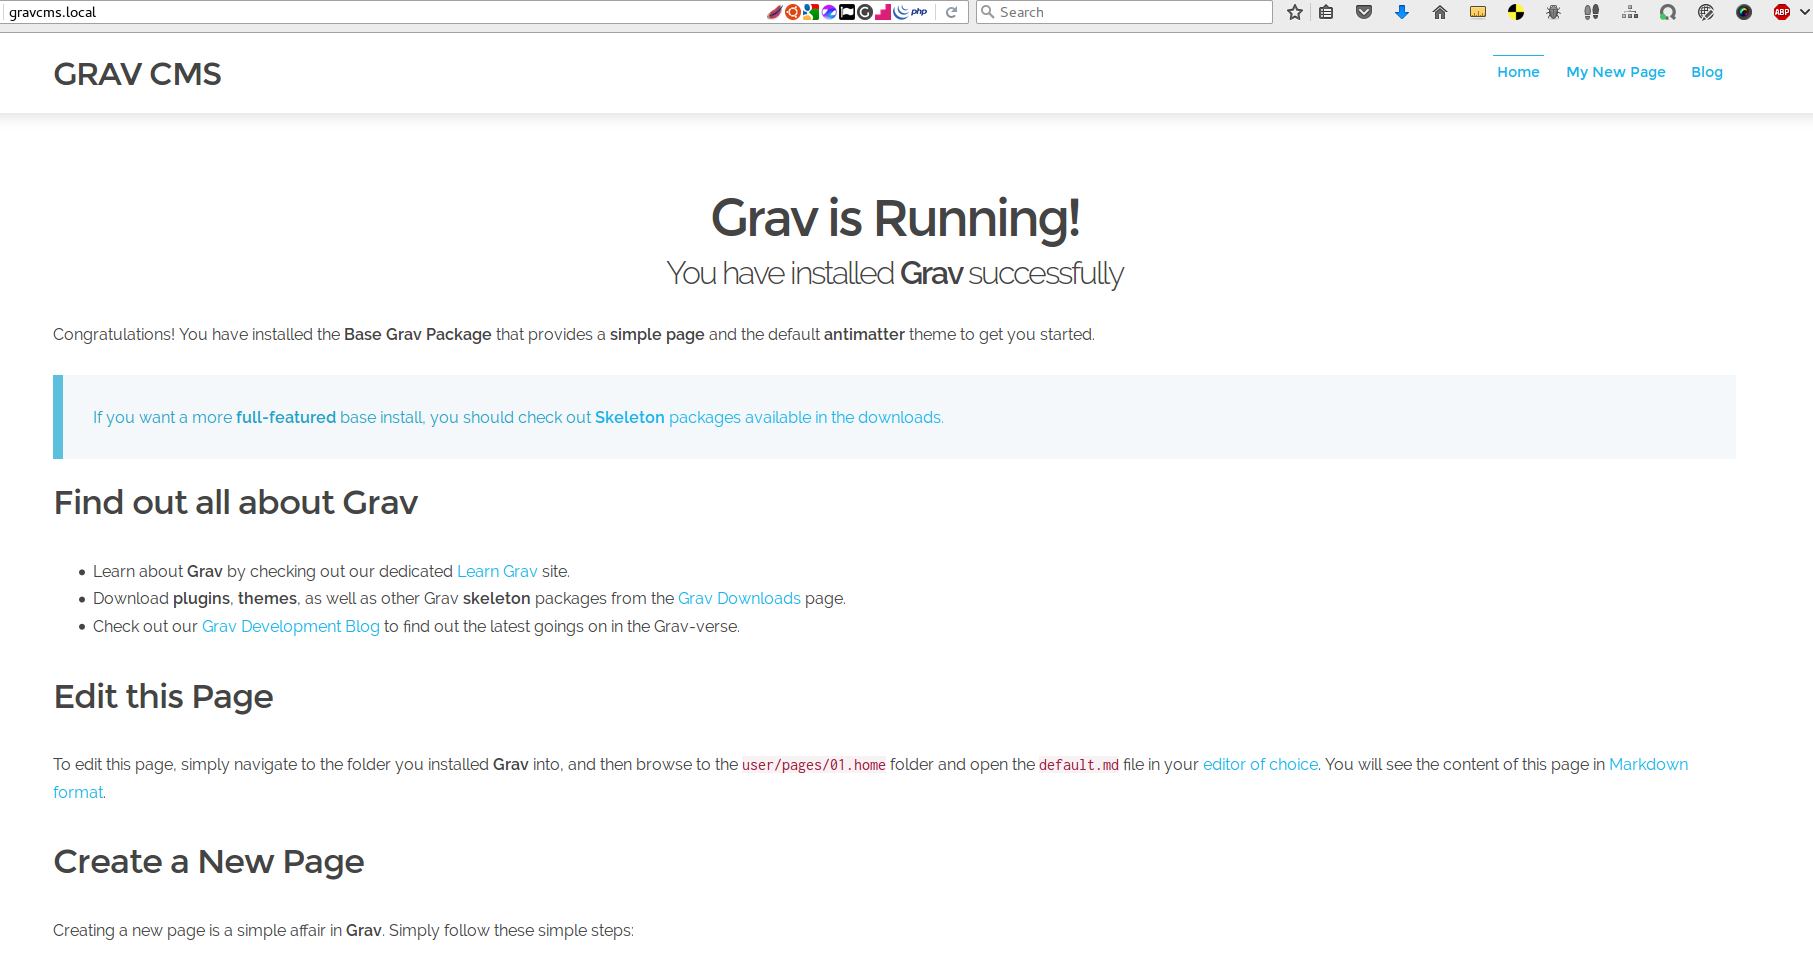 gravcms.local
php
Search
ABP
GRAV CMS
Home
My New Page
Blog
Grav is Running!
You have installed Grav successfully
Congratulations! You have installed the Base Grav Package that provides a simple page and the default antimatter theme to get you started.
If you want a more full-featured base install, you should check out Skeleton packages available in the downloads.
Find out all about Grav
• Learn about Grav by checking out our dedicated Learn Grav site.
• Download plugins, themes, as well as other Grav skeleton packages from the Grav Downloads page.
• Check out our Grav Development Blog to find out the latest goings on in the Grav-verse.
Edit this Page
To edit this page, simply navigate to the folder you installed Grav into, and then browse to the user/pages/01.home folder and open the default.md file in your editor of choice. You will see the content of this page in Markdown
format.
Create a New Page
Creating a new page is a simple affair in Grav. Simply follow these simple steps: